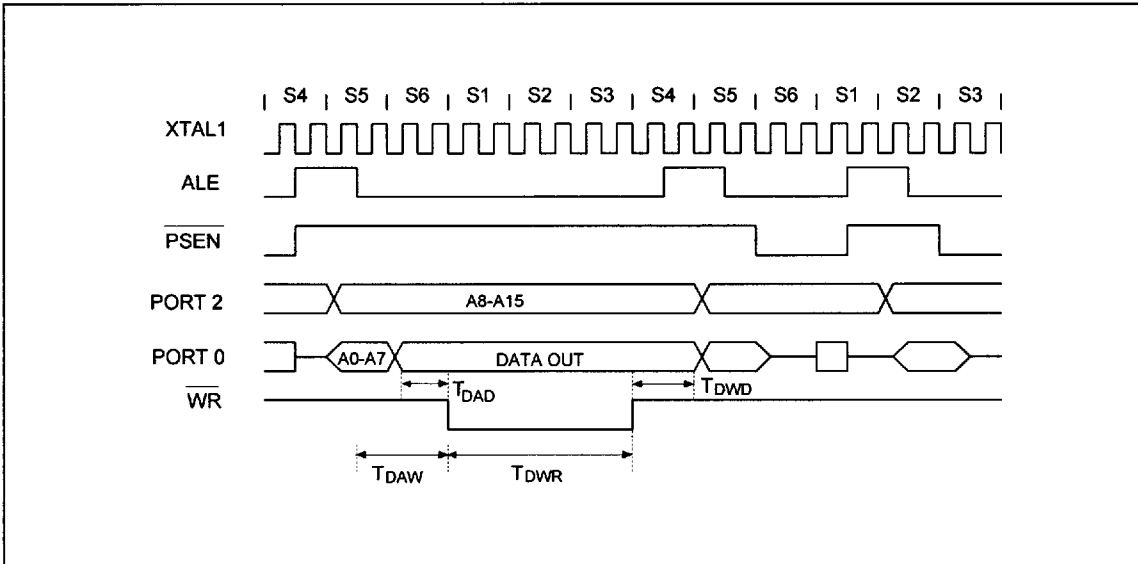 S4 S5 S6 S1 S2 S3 S4 S5 S6 S1 S2 S3
XTAL1
ALE
PSEN
PORT 2 A8-A15
PORT 0 A0-A7 DATA OUT
WR TDAD TDWD
TDAW TDWR